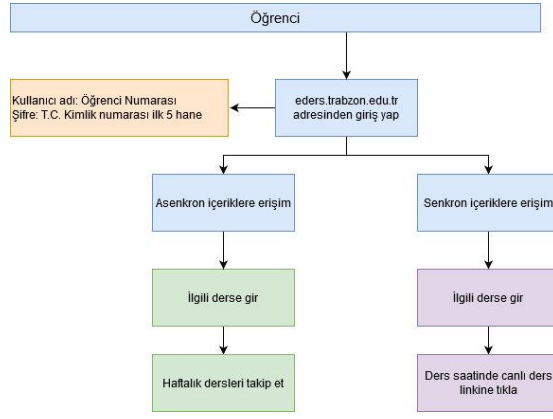 Öğrenci
Kullanıcı adı: Öğrenci Numarası
Şifre: T.C. Kimlik numarası ilk 5 hane
eders.trabzon.edu.tr
adresinden giriş yap
Asenkron içeriklere erişim
Senkron içeriklere erişim
İlgili derse gir
İlgili derse gir
Haftalık dersleri takip et
Ders saatinde canlı ders
linkine tıkla